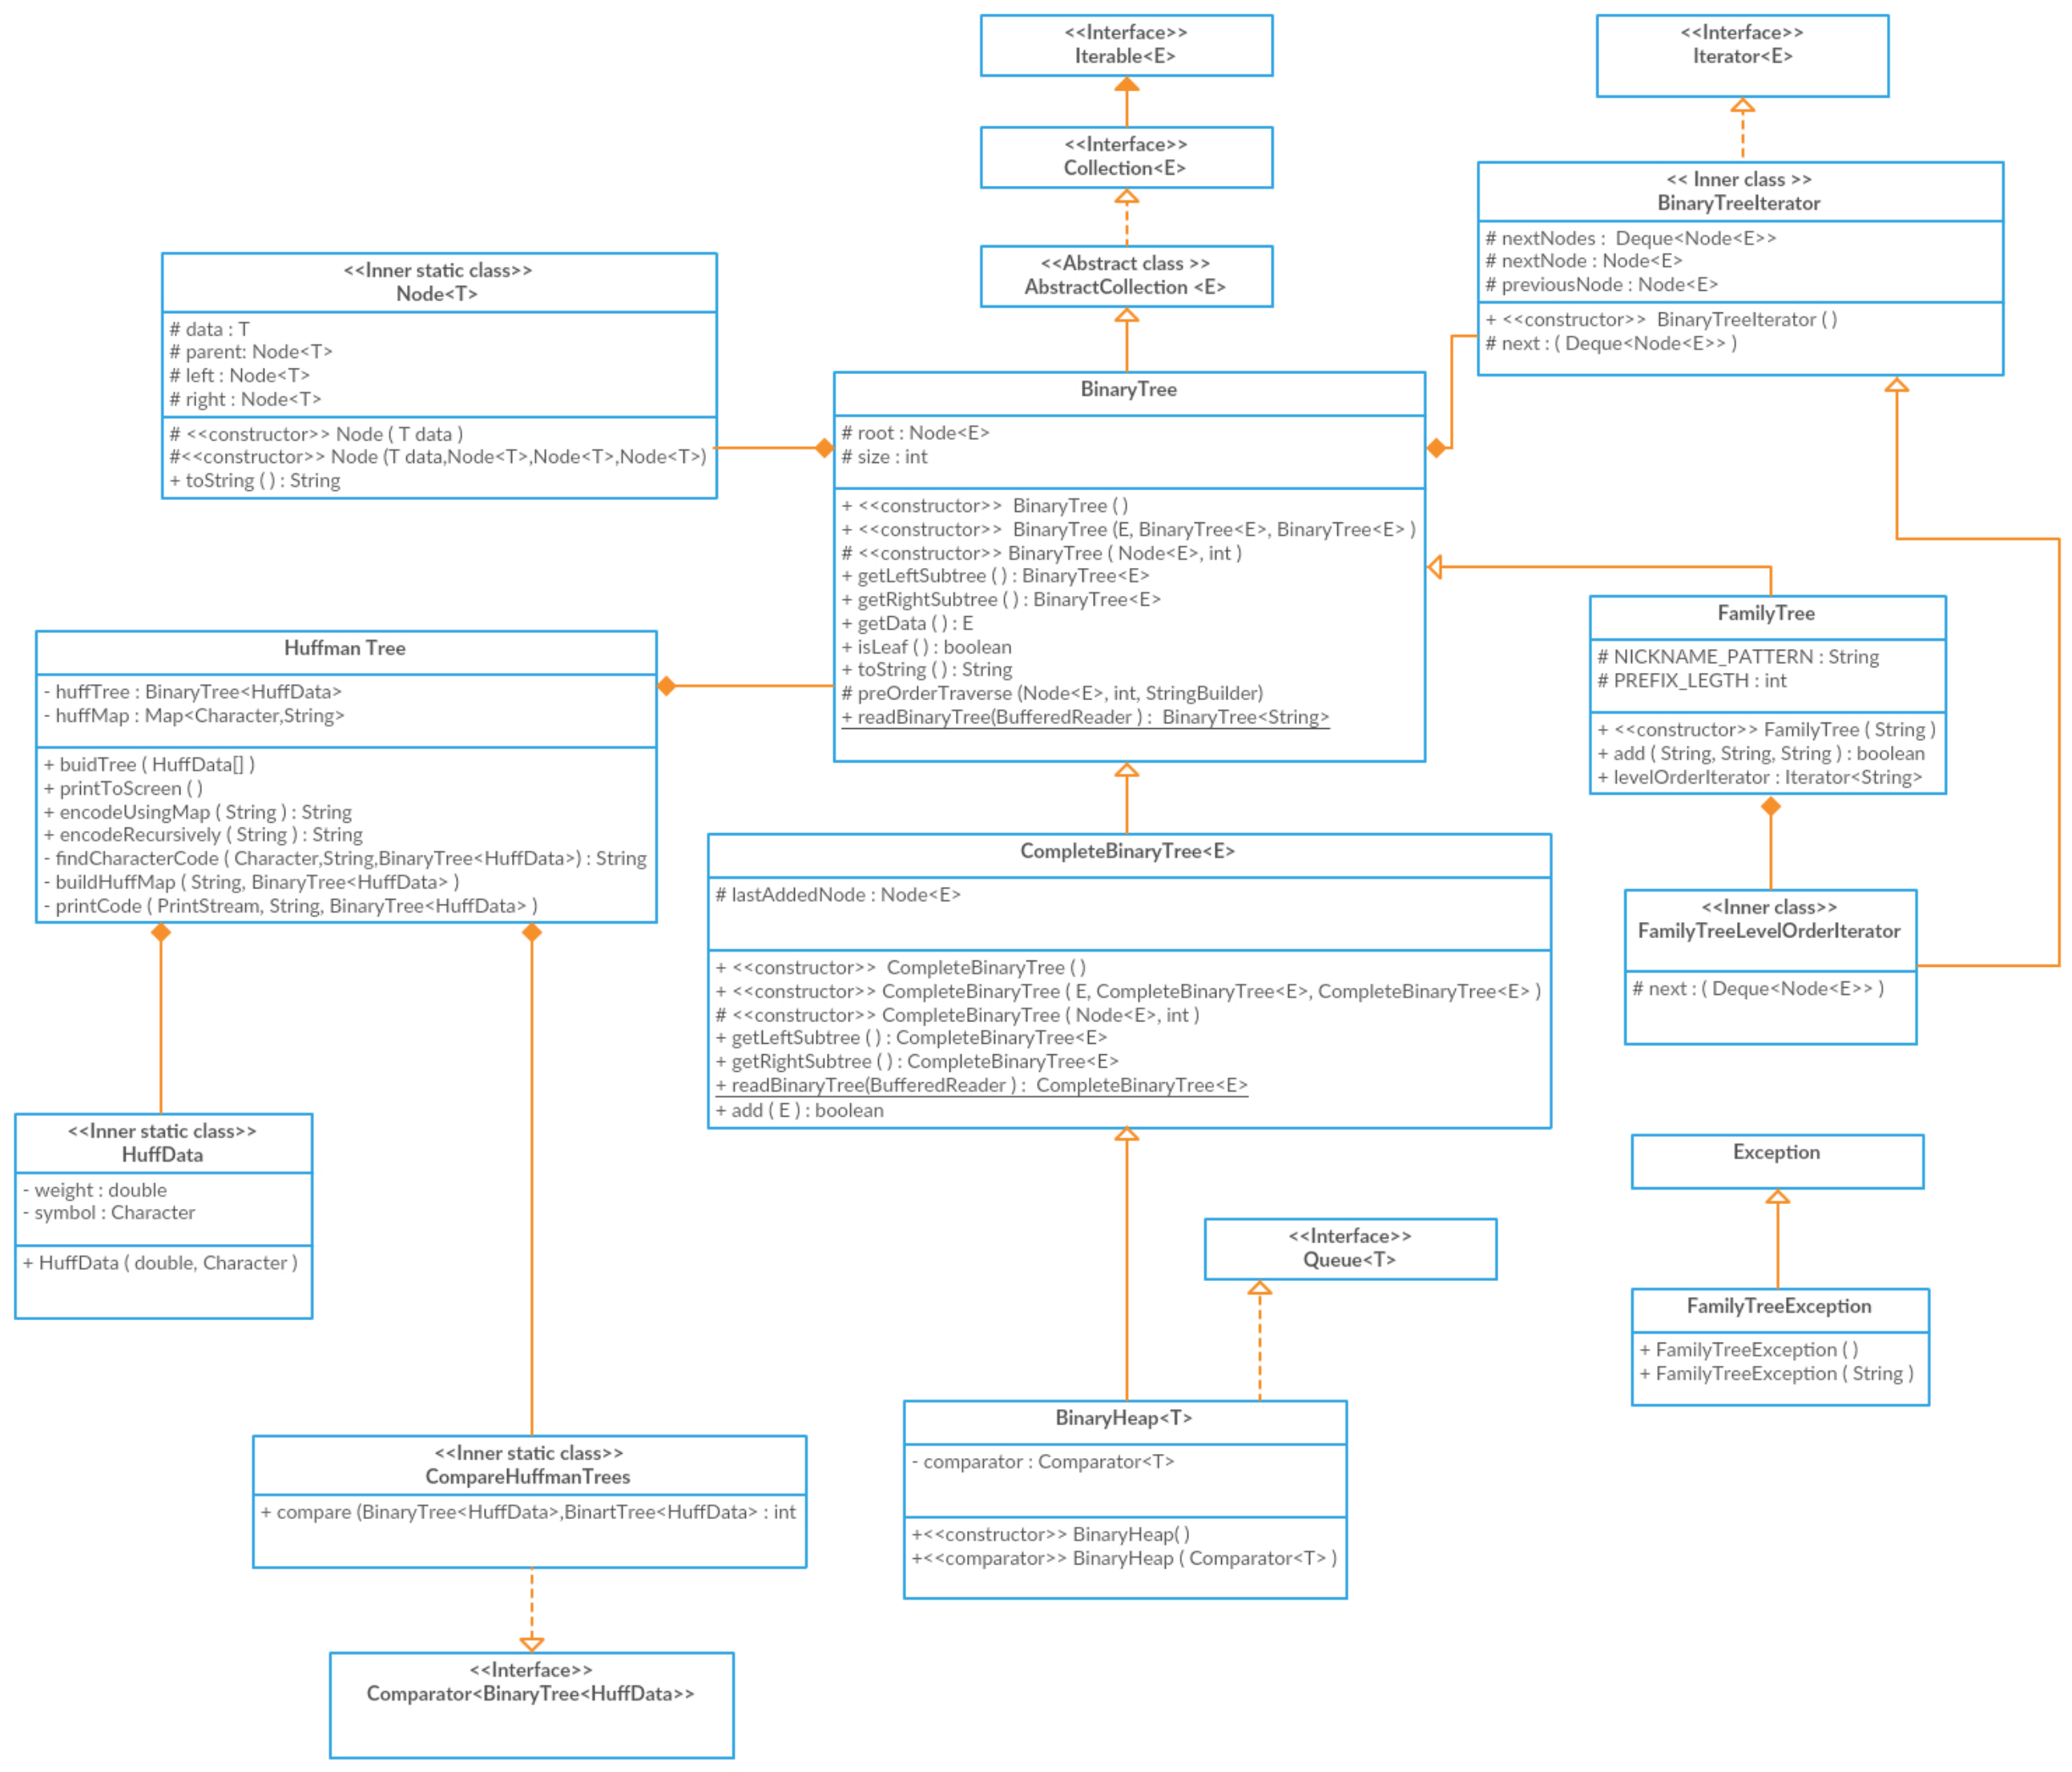 <<Interface>>
Iterable<E>
<<Interface>>
Iterator<E>
<<Interface>>
Collection<E>
<< Inner class >>
BinaryTreeIterator
# nextNodes :  Deque<Node<E>>
# nextNode : Node<E>
# previousNode : Node<E>
+ <<constructor>>  BinaryTreeIterator ( )
# next : ( Deque<Node<E>> )
<<Abstract class >>
AbstractCollection <E>
<<Inner static class>>
Node<T>
# data : T
# parent: Node<T>
# left : Node<T>
# right : Node<T>
# <<constructor>> Node ( T data )
#<<constructor>> Node (T data,Node<T>,Node<T>,Node<T>)
+ toString ( ) : String
BinaryTree
# root : Node<E>
# size : int
+ <<constructor>>  BinaryTree ( )
+ <<constructor>>  BinaryTree (E, BinaryTree<E>, BinaryTree<E> )
# <<constructor>> BinaryTree ( Node<E>, int )
+ getLeftSubtree ( ) : BinaryTree<E>
+ getRightSubtree ( ) : BinaryTree<E>
+ getData ( ) : E
+ isLeaf ( ) : boolean
+ toString ( ) : String
# preOrderTraverse (Node<E>, int, StringBuilder)
+ readBinaryTree(BufferedReader ) :  BinaryTree<String>
FamilyTree
# NICKNAME_PATTERN : String
# PREFIX_LEGTH : int
+ <<constructor>> FamilyTree ( String )
+ add ( String, String, String ) : boolean
+ levelOrderIterator : Iterator<String>
Huffman Tree
- huffTree : BinaryTree<HuffData>
- huffMap : Map<Character,String>
+ buidTree ( HuffData[] )
+ printToScreen ( )
+ encodeUsingMap ( String ) : String
+ encodeRecursively ( String ) : String
- findCharacterCode ( Character,String,BinaryTree<HuffData>) : String
- buildHuffMap ( String, BinaryTree<HuffData> )
- printCode ( PrintStream, String, BinaryTree<HuffData> )
CompleteBinaryTree<E>
# lastAddedNode : Node<E>
+ <<constructor>>  CompleteBinaryTree ( )
+ <<constructor>> CompleteBinaryTree ( E, CompleteBinaryTree<E>, CompleteBinaryTree<E> )
# <<constructor>> CompleteBinaryTree ( Node<E>, int )
+ getLeftSubtree ( ) : CompleteBinaryTree<E>
+ getRightSubtree ( ) : CompleteBinaryTree<E>
+ readBinaryTree(BufferedReader ) :  CompleteBinaryTree<E>
+ add ( E ) : boolean
<<Inner class>>
FamilyTreeLevelOrderIterator
# next : ( Deque<Node<E>> )
<<Inner static class>>
HuffData
- weight : double
- symbol : Character
+ HuffData ( double, Character )
Exception
<<Interface>>
Queue<T>
FamilyTreeException
+ FamilyTreeException ( )
+ FamilyTreeException ( String )
BinaryHeap<T>
- comparator : Comparator<T>
+<<constructor>> BinaryHeap( )
+<<comparator>> BinaryHeap ( Comparator<T> )
<<Inner static class>>
CompareHuffmanTrees
+ compare (BinaryTree<HuffData>,BinartTree<HuffData> : int
<<Interface>>
Comparator<BinaryTree<HuffData>>